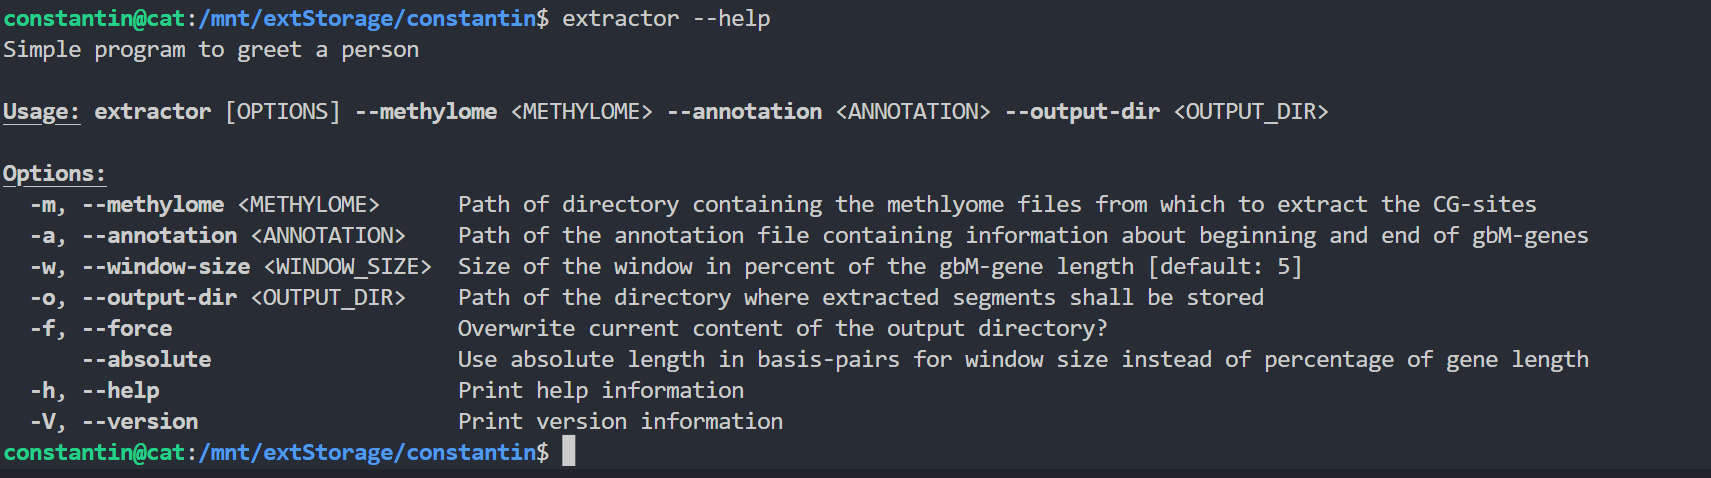 constantin@cat:/mnt/extStorage/constantin$ extractor --help
Simple program to greet a person
Usage: extractor [OPTIONS] --methylome <METHYLOME> --annotation <ANNOTATION> --output-dir <OUTPUT_DIR>
Options:
-m, --methylome <METHYLOME> Path of directory containing the methlyome files from which to extract the CG-sites
-a, --annotation <ANNOTATION> Path of the annotation file containing information about beginning and end of gbM-genes
-w, --window-size <WINDOW_SIZE> Size of the window in percent of the gbM-gene length [default: 5]
-o, --output-dir <OUTPUT_DIR> Path of the directory where extracted segments shall be stored
-f, --force Overwrite current content of the output directory?
--absolute Use absolute length in basis-pairs for window size instead of percentage of gene length
-h, --help Print help information
-V, --version Print version information
constantin@cat:/mnt/extStorage/constantin$